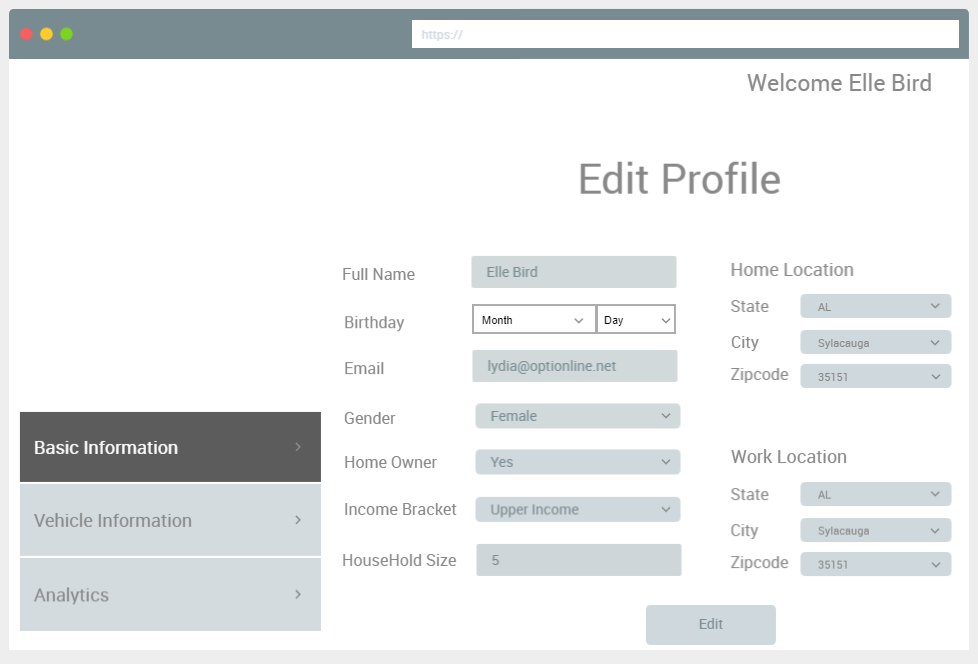 https://
Welcome Elle Bird
Edit Profile
Full Name Elle Bird
Birthday Month Day
Email lydia@optionline.net
Gender Female
Home Owner Yes
Income Bracket Upper Income
HouseHold Size 5
Home Location
State AL
City Sylacauga
Zipcode 35151
Work Location
State AL
City Sylacauga
Zipcode 35151
Edit
Basic Information
Vehicle Information
Analytics